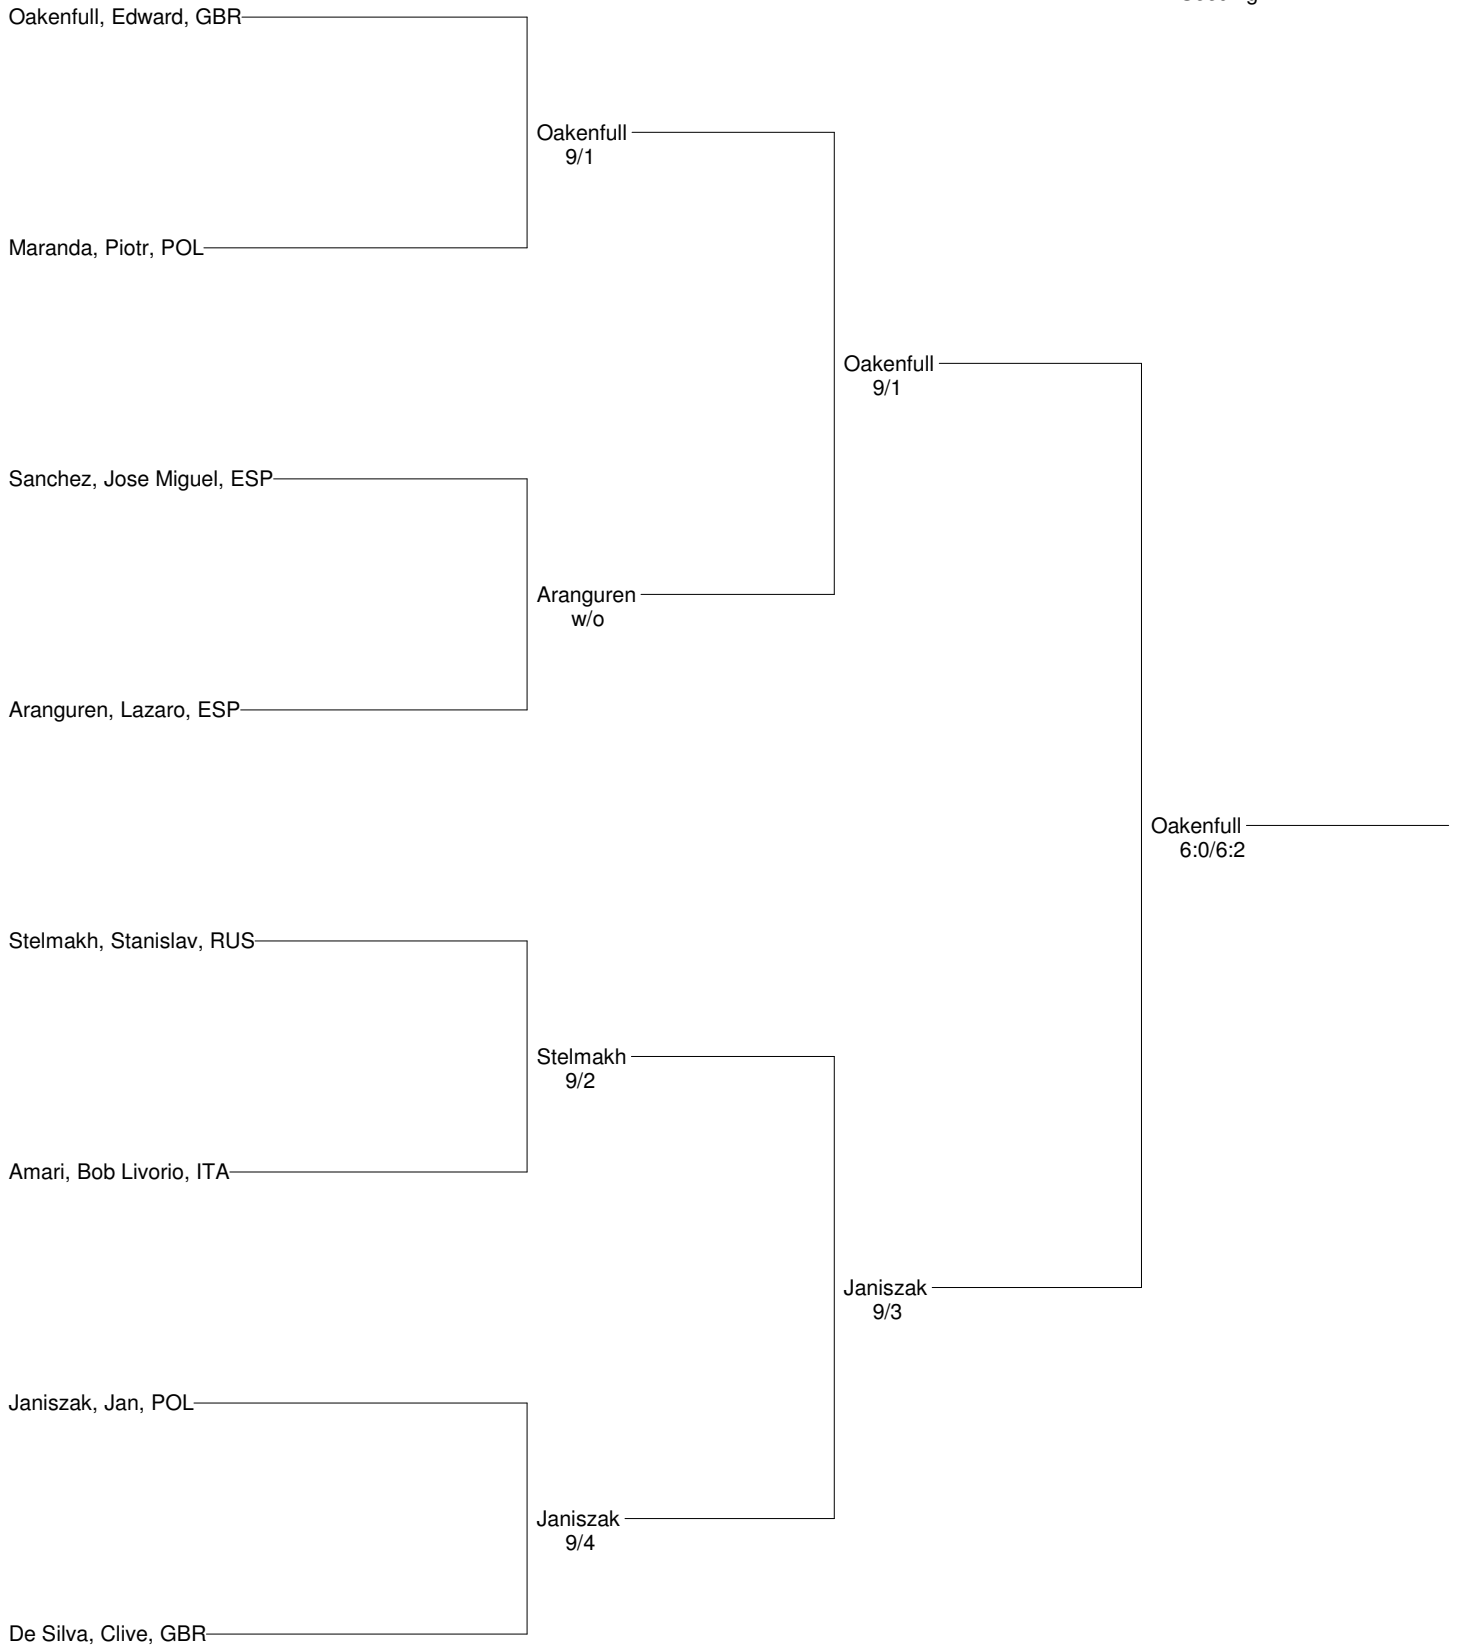 Oakenfull, Edward, GBR
Oakenfull
9/1
Maranda, Piotr, POL
Oakenfull
9/1
Sanchez, Jose Miguel, ESP
Aranguren
w/o
Aranguren, Lazaro, ESP
Oakenfull
6:0/6:2
Stelmakh, Stanislav, RUS
Stelmakh
9/2
Amari, Bob Livorio, ITA
Janiszak
9/3
Janiszak, Jan, POL
Janiszak
9/4
De Silva, Clive, GBR